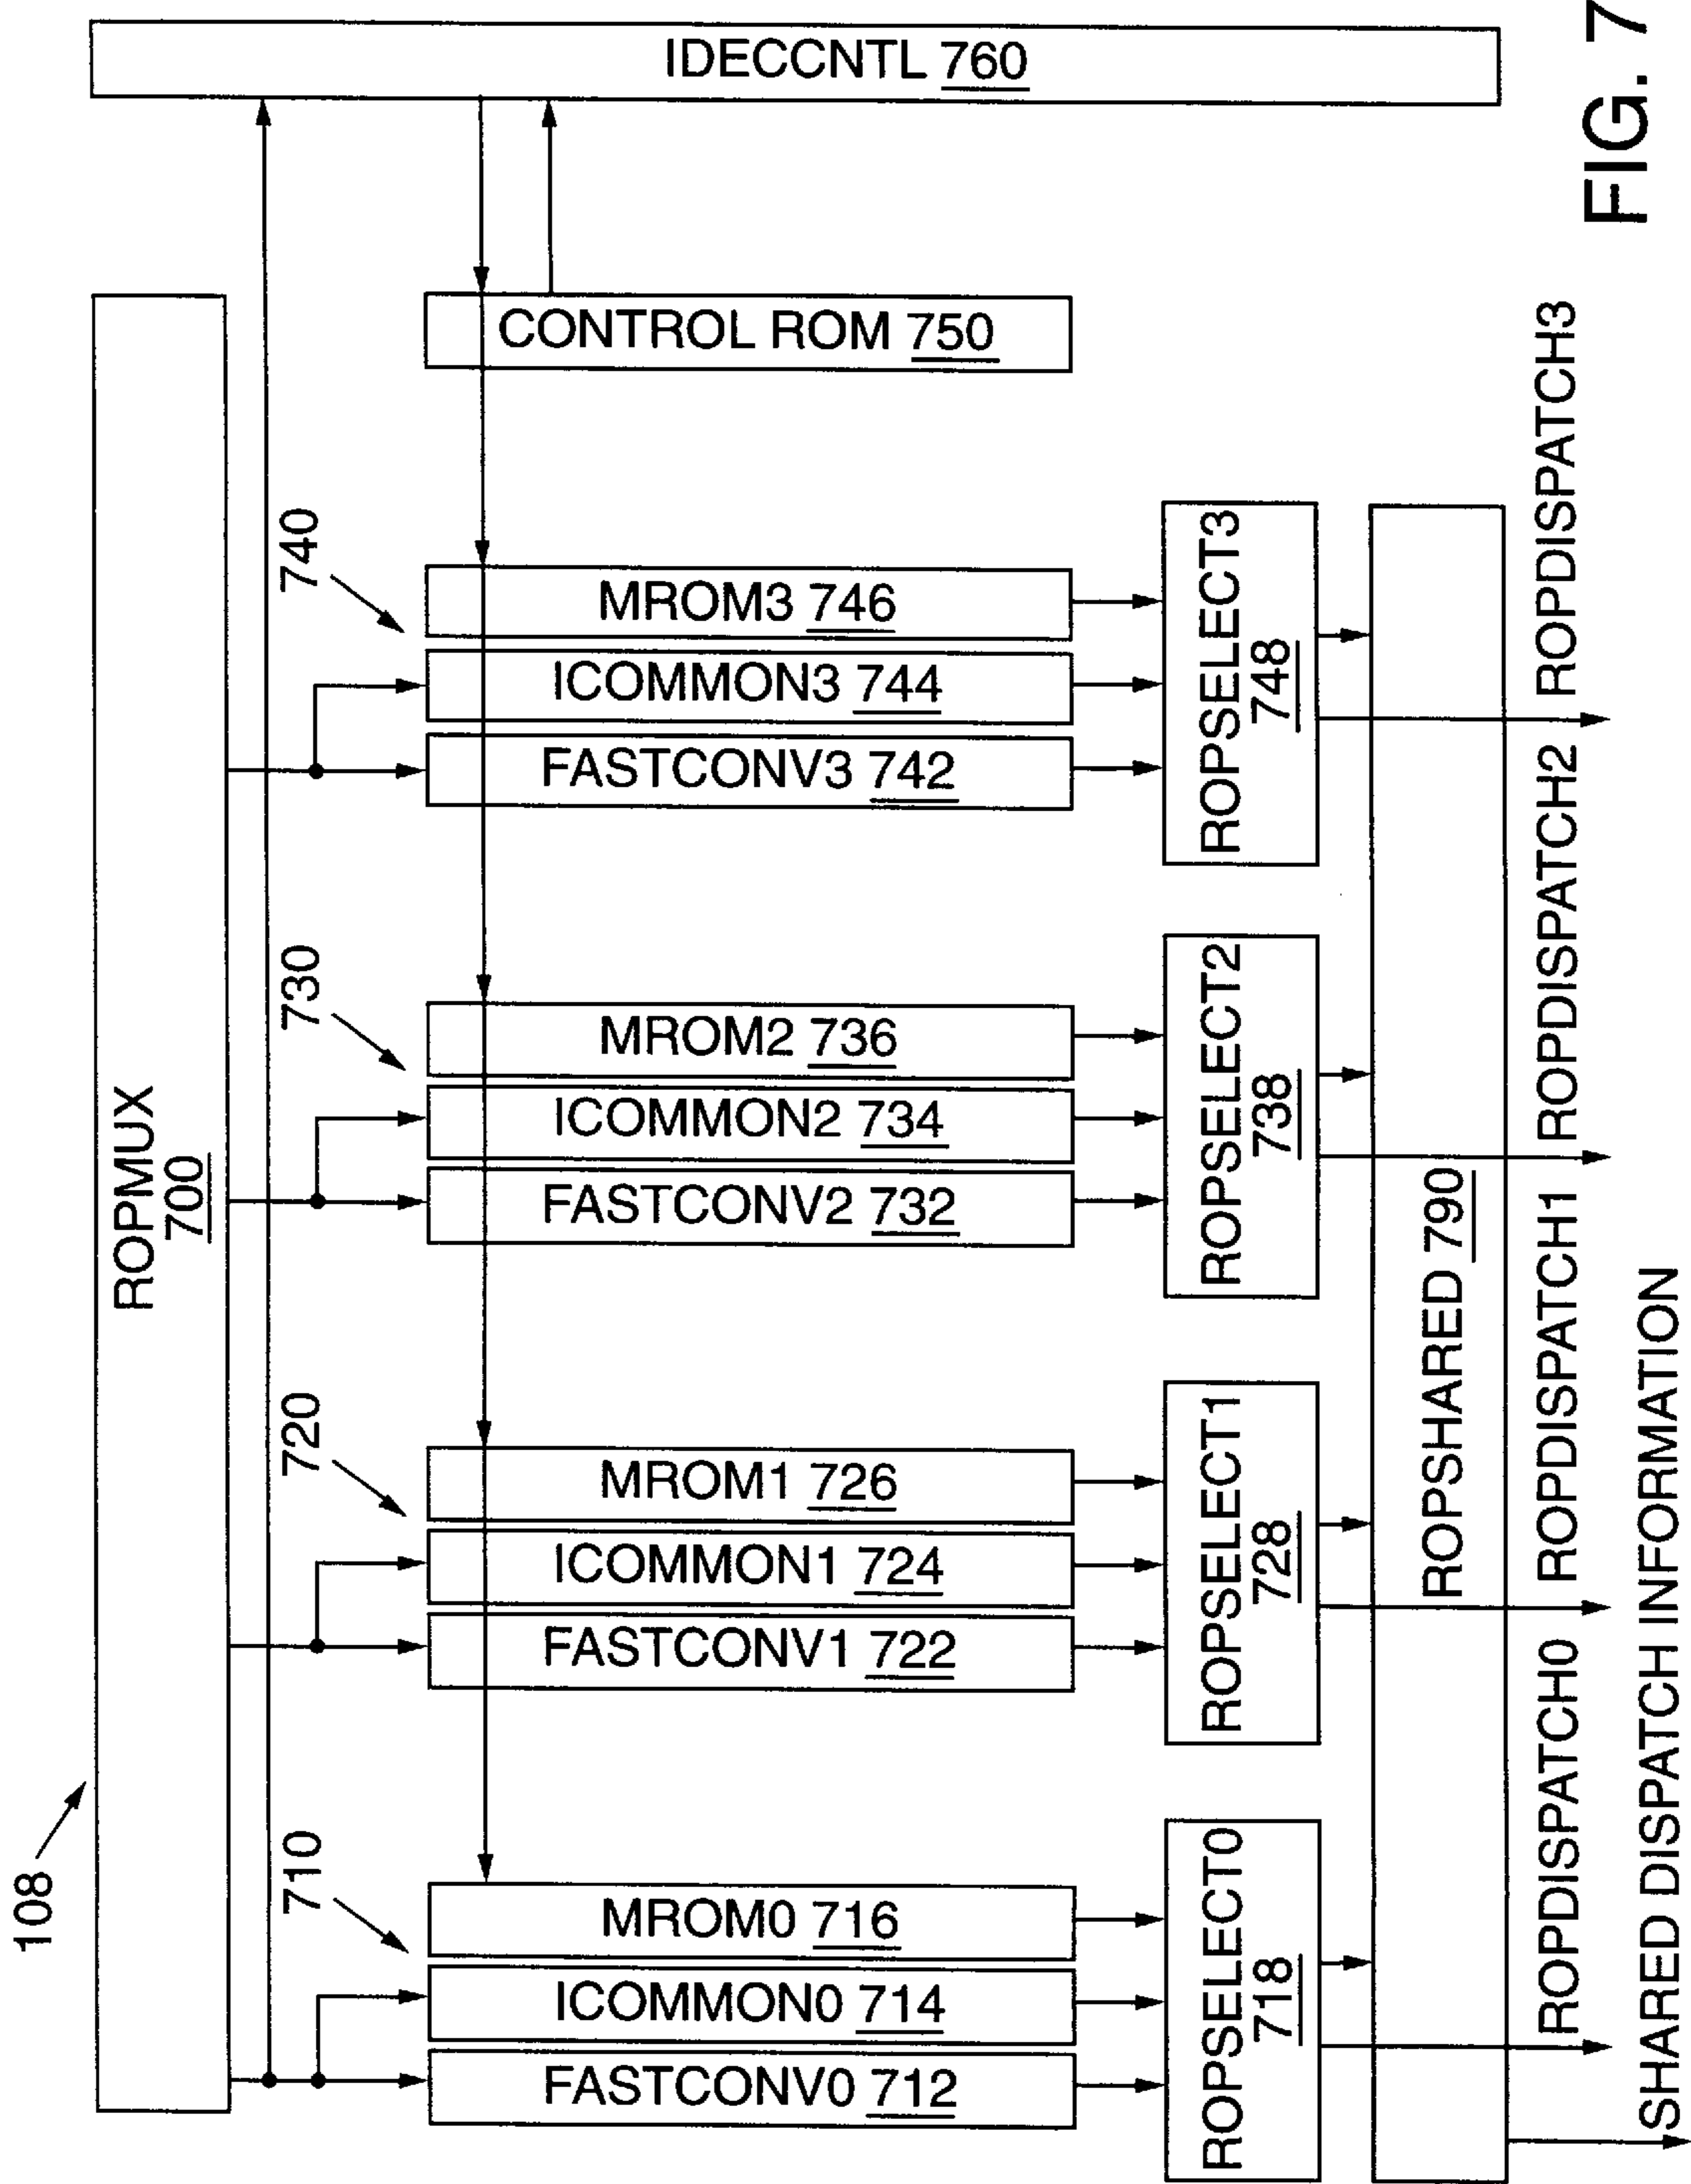 108
ROPMUX
700
710
720
730
740
FASTCONV0 712
ICOMMON0 714
MROM0 716
FASTCONV1 722
ICOMMON1 724
MROM1 726
FASTCONV2 732
ICOMMON2 734
MROM2 736
FASTCONV3 742
ICOMMON3 744
MROM3 746
CONTROL ROM 750
IDECCNTL 760
ROPSELECT0
718
ROPSELECT1
728
ROPSELECT2
738
ROPSELECT3
748
ROPSHARED 790
ROPDISPATCH0
ROPDISPATCH1
ROPDISPATCH2
ROPDISPATCH3
SHARED DISPATCH INFORMATION
FIG. 7